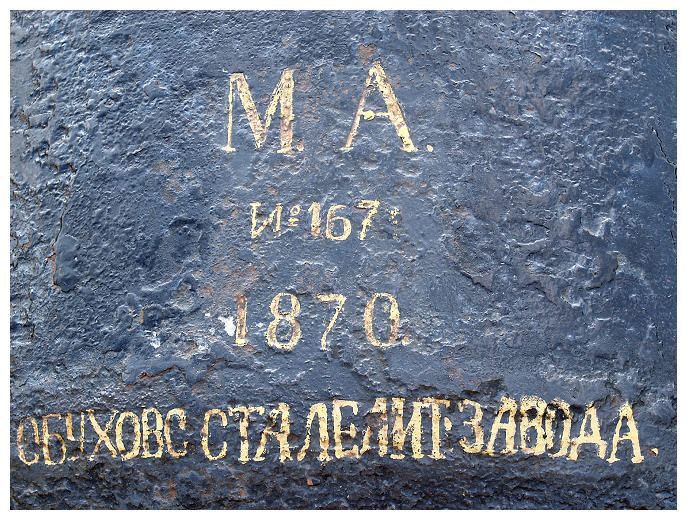 М. А.
№ 167.
1870.
ОБУХОВС СТАЛЕЛИТ: ЗАВОДА.